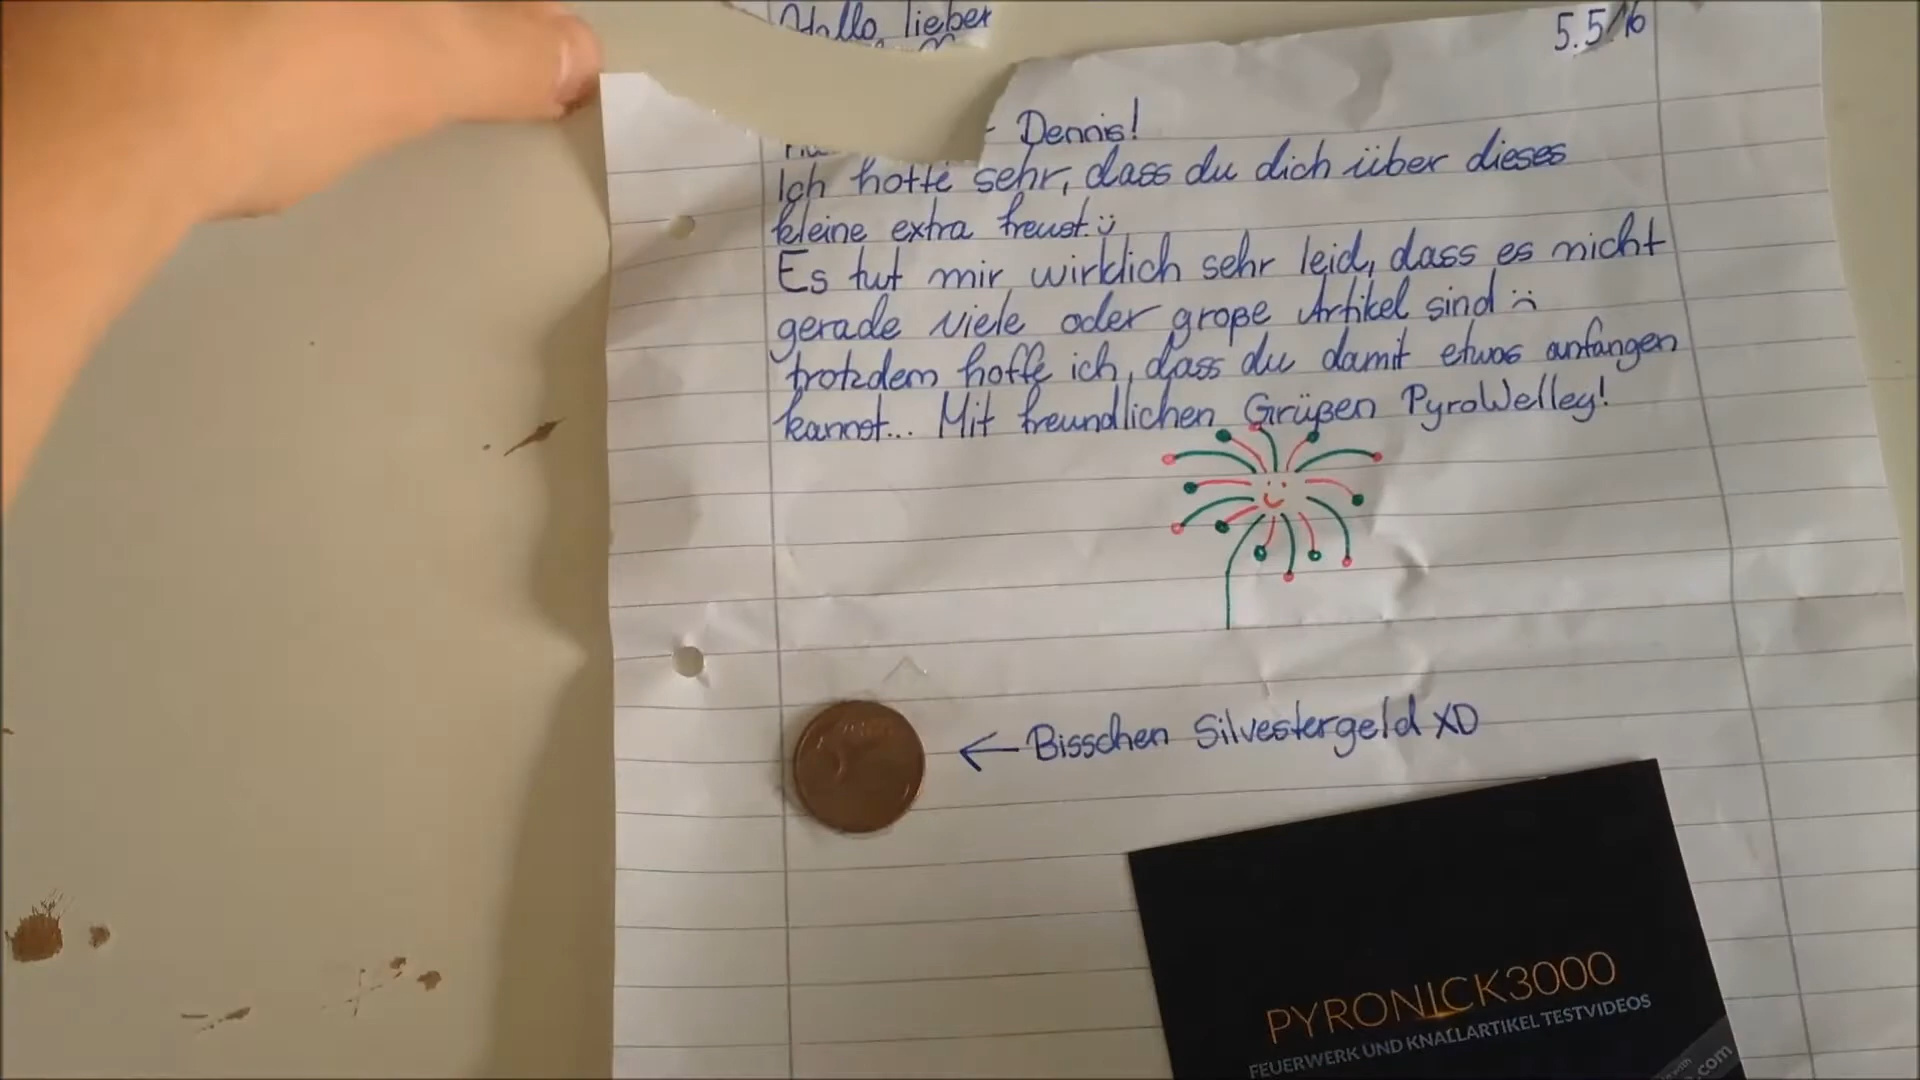 Hallo lieber
5.5/16
Dennis!
Ich hoffe sehr, dass du dich über dieses
kleine extra freust :)
Es tut mir wirklich sehr leid, dass es nicht
gerade viele oder große Artikel sind :(
trotzdem hoffe ich, dass du damit etwas anfangen
kannst... Mit freundlichen Grüßen PyroWelley!
← Bisschen Silvestergeld XD
PYRONICK3000
FEUERWERK UND KNALLARTIKEL TESTVIDEOS
.com